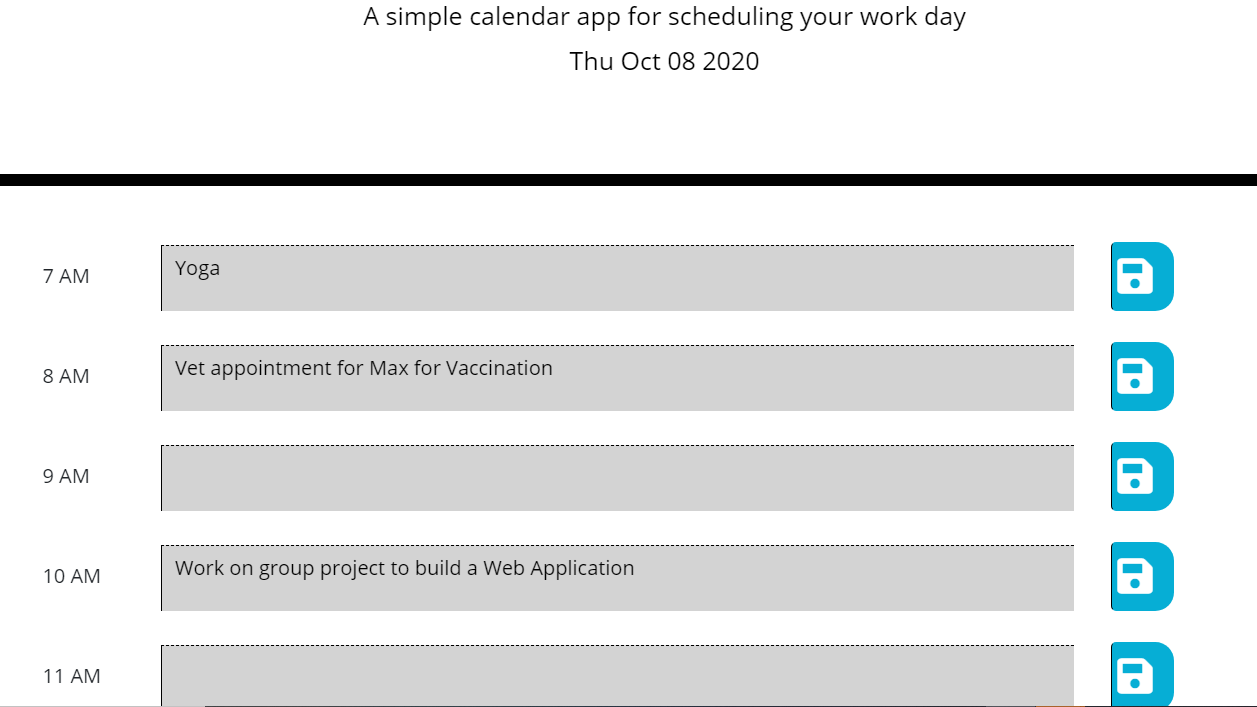 A simple calendar app for scheduling your work day
Thu Oct 08 2020
7 AM
Yoga
8 AM
Vet appointment for Max for Vaccination
9 AM
10 AM
Work on group project to build a Web Application
11 AM